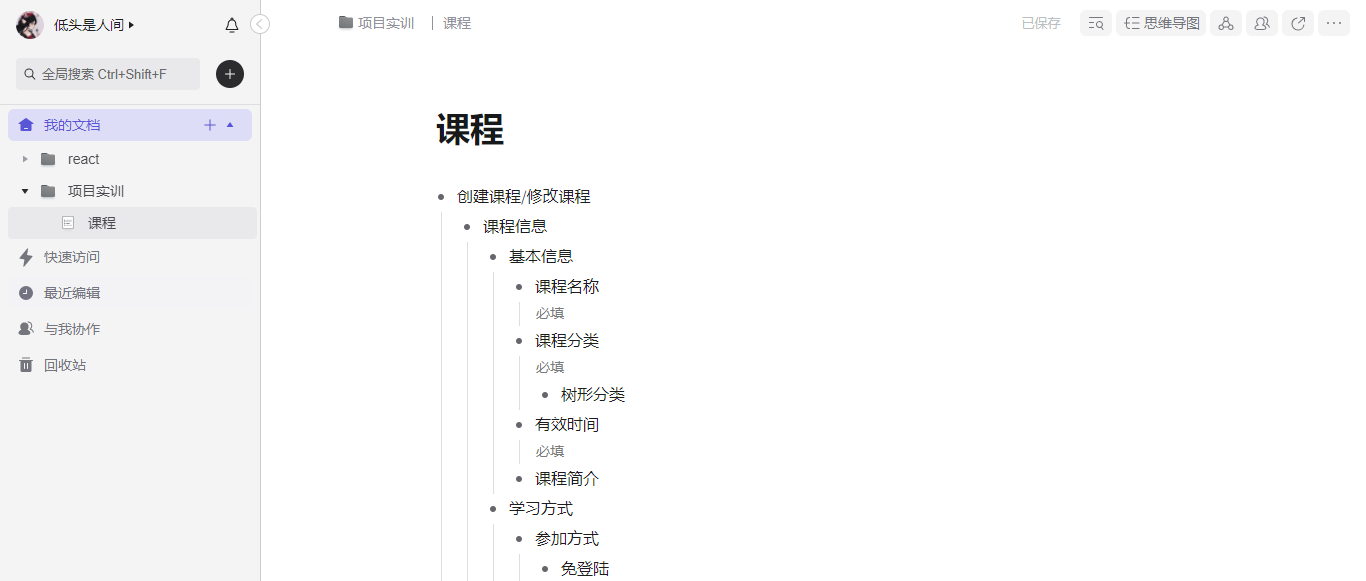 低头是人间
全局搜索 Ctrl+Shift+F
我的文档
react
项目实训
课程
快速访问
最近编辑
与我协作
回收站
项目实训 | 课程
已保存
思维导图
课程
创建课程/修改课程
课程信息
基本信息
课程名称
必填
课程分类
必填
树形分类
有效时间
必填
课程简介
学习方式
参加方式
免登陆